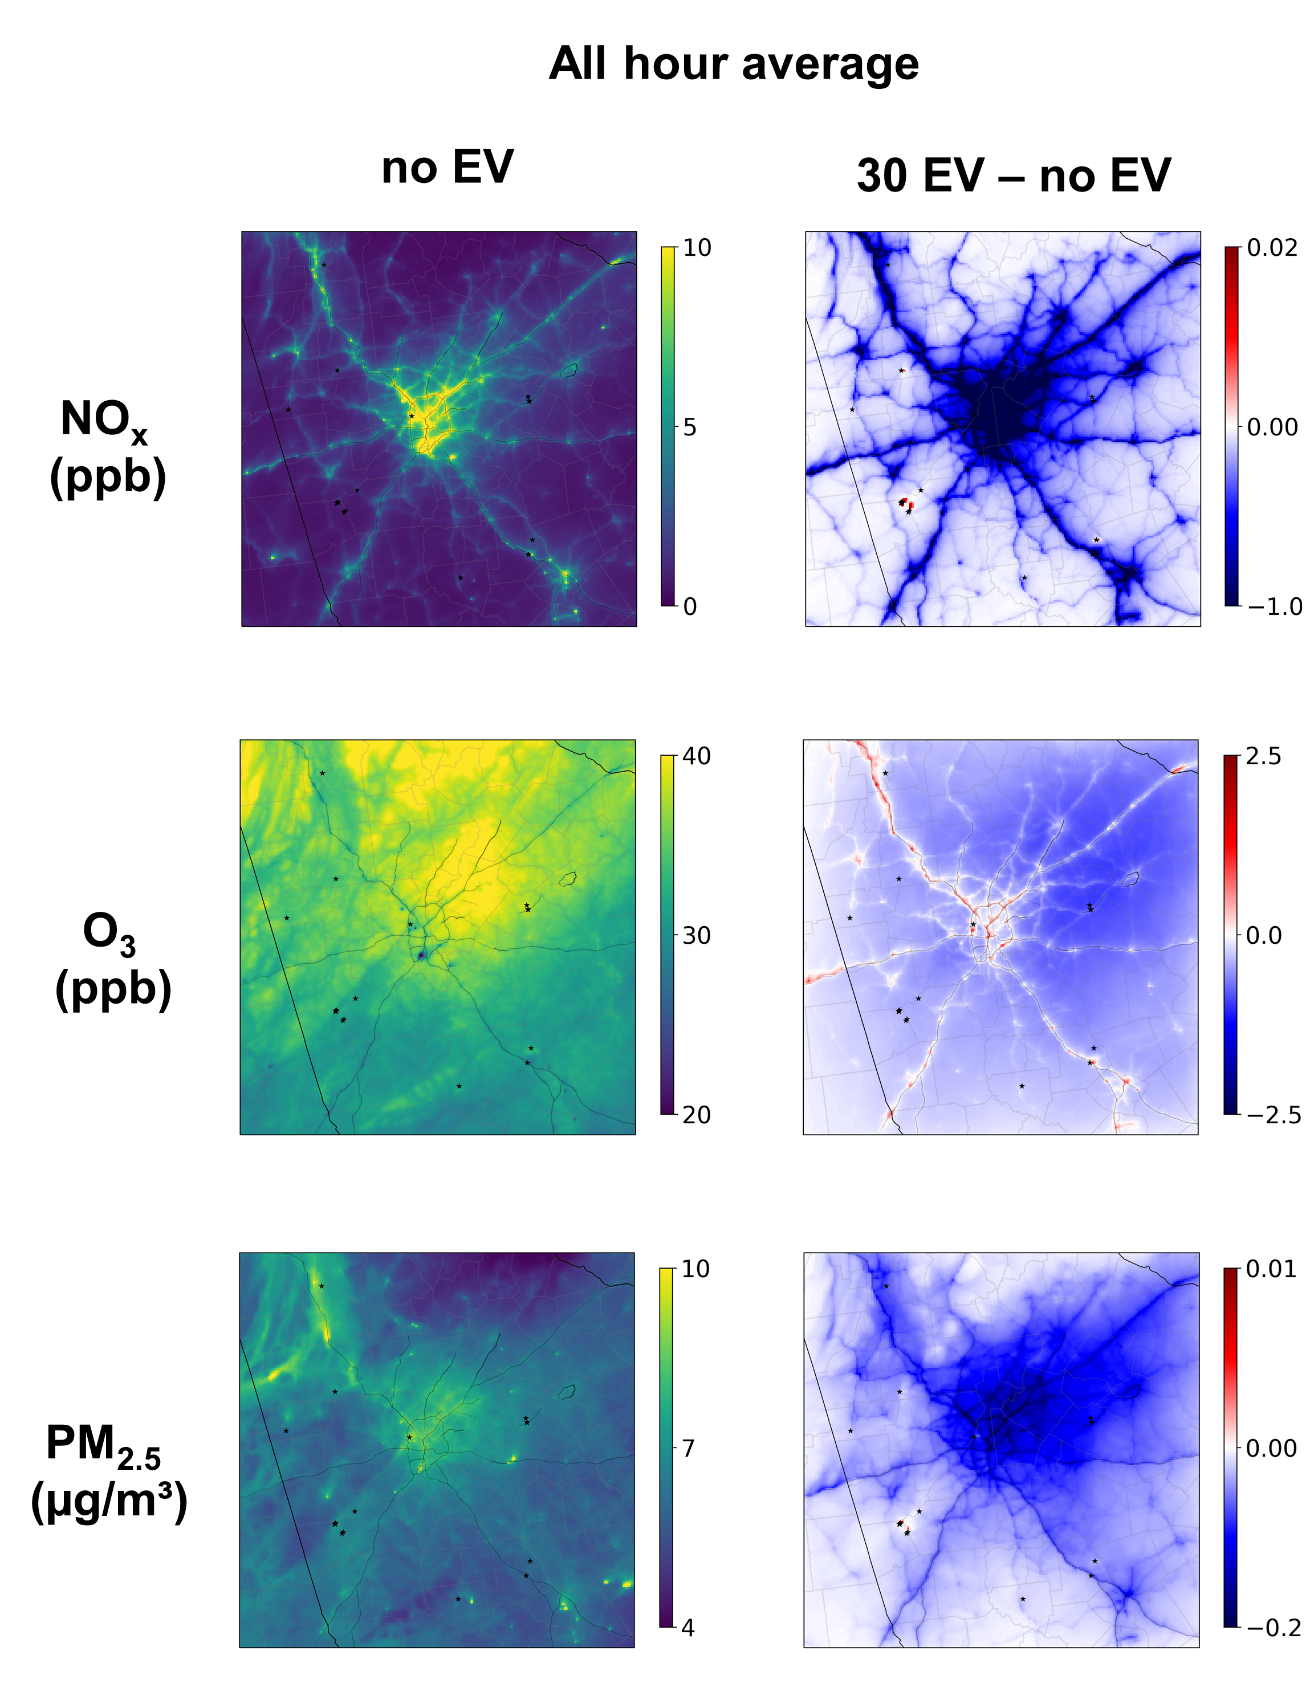 All hour average
no EV
30 EV – no EV
NOₓ
(ppb)
10
5
0
0.02
0.00
−1.0
O₃
(ppb)
40
30
20
2.5
0.0
−2.5
PM₂.₅
(µg/m³)
10
7
4
0.01
0.00
−0.2